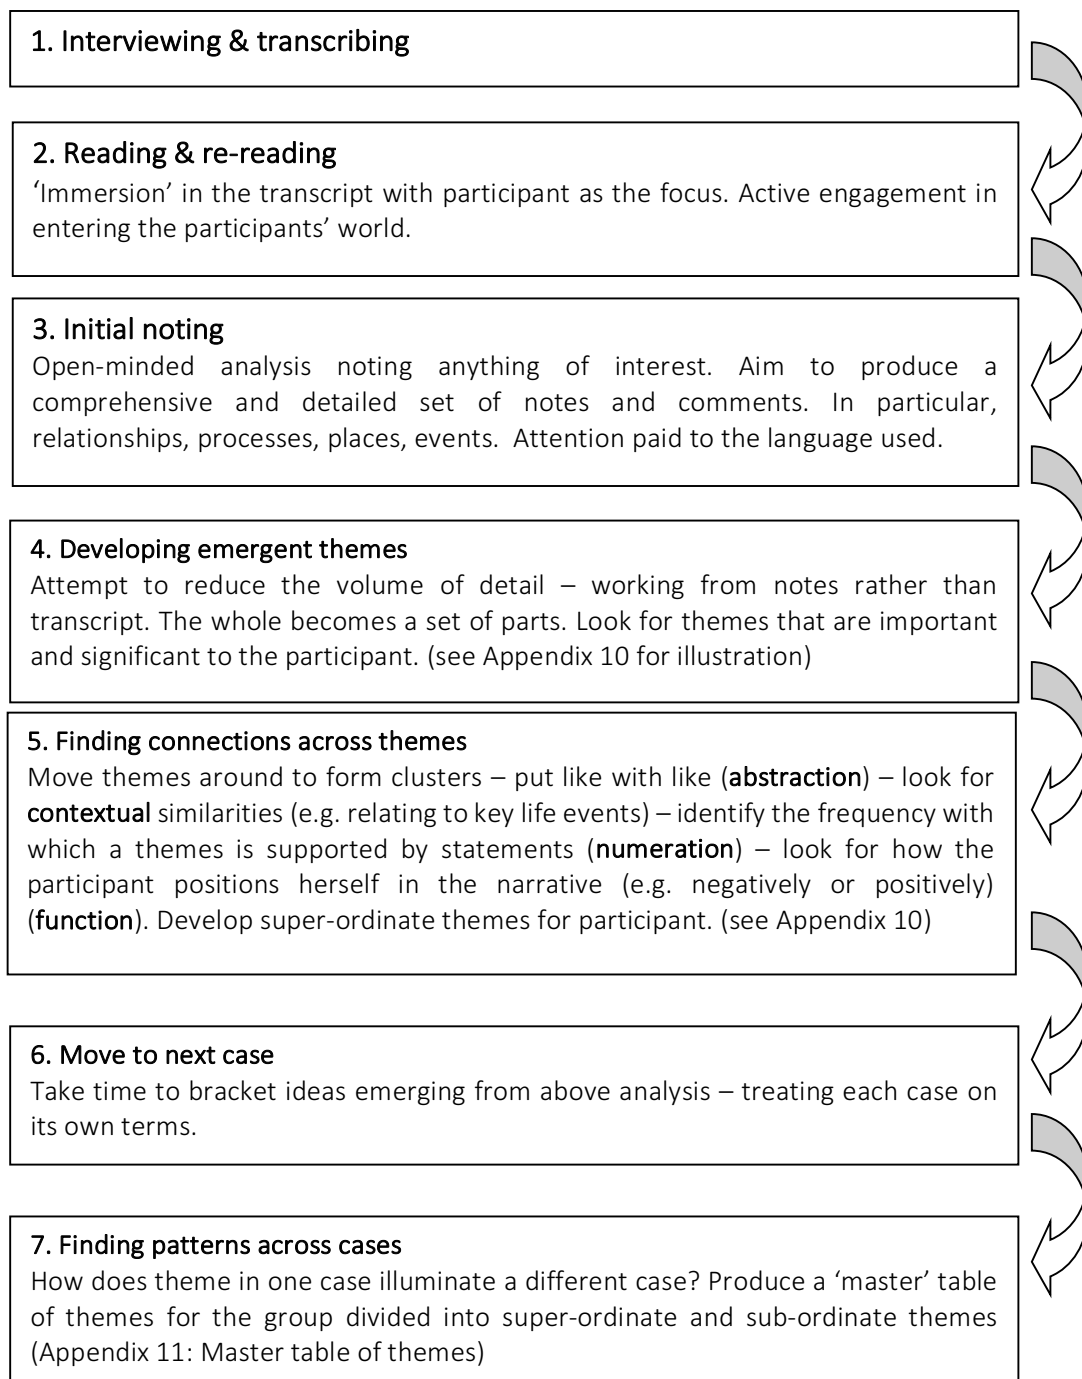 1. Interviewing & transcribing
2. Reading & re-reading
‘Immersion’ in the transcript with participant as the focus. Active engagement in
entering the participants’ world.
3. Initial noting
Open-minded analysis noting anything of interest. Aim to produce a
comprehensive and detailed set of notes and comments. In particular,
relationships, processes, places, events. Attention paid to the language used.
4. Developing emergent themes
Attempt to reduce the volume of detail – working from notes rather than
transcript. The whole becomes a set of parts. Look for themes that are important
and significant to the participant. (see Appendix 10 for illustration)
5. Finding connections across themes
Move themes around to form clusters – put like with like (abstraction) – look for
contextual similarities (e.g. relating to key life events) – identify the frequency with
which a themes is supported by statements (numeration) – look for how the
participant positions herself in the narrative (e.g. negatively or positively)
(function). Develop super-ordinate themes for participant. (see Appendix 10)
6. Move to next case
Take time to bracket ideas emerging from above analysis – treating each case on
its own terms.
7. Finding patterns across cases
How does theme in one case illuminate a different case? Produce a ‘master’ table
of themes for the group divided into super-ordinate and sub-ordinate themes
(Appendix 11: Master table of themes)